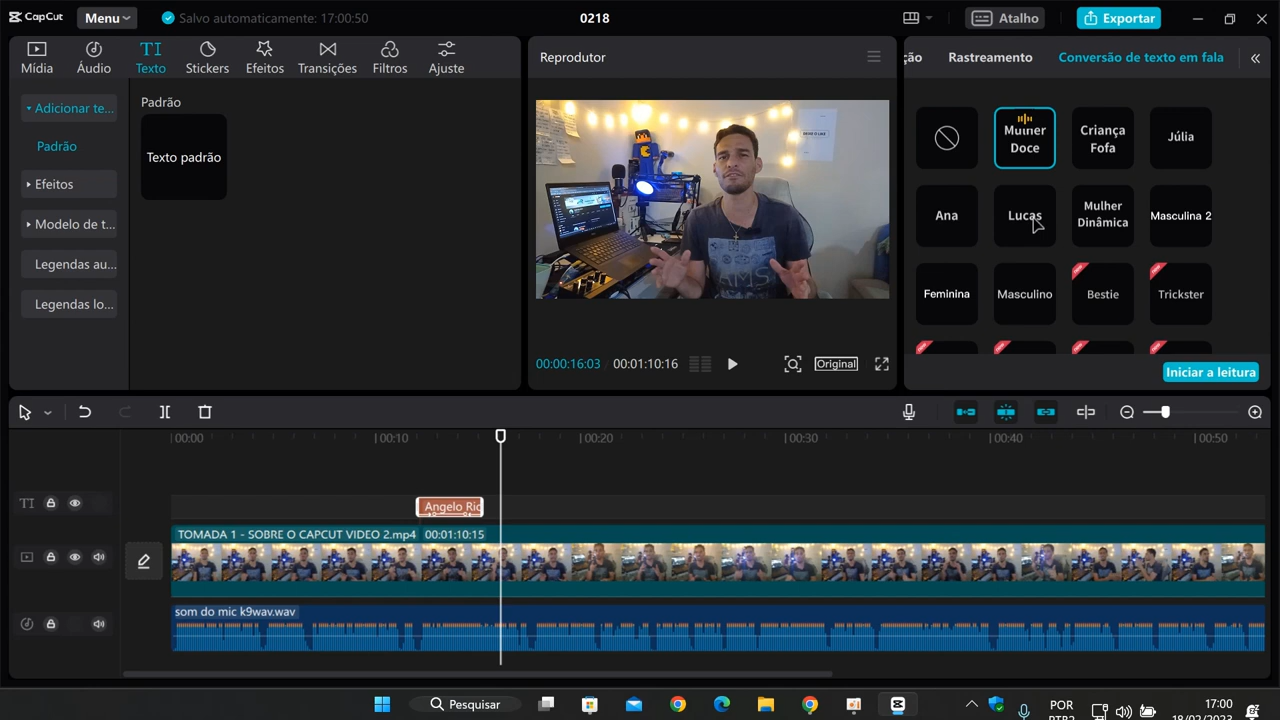 CapCut
Menu
Salvo automaticamente: 17:00:50
0218
Atalho
Exportar
Mídia
Áudio
TI
Texto
Stickers
Efeitos
Transições
Filtros
Ajuste
Adicionar te...
Padrão
Efeitos
Modelo de t...
Legendas au...
Legendas lo...
Padrão
Texto padrão
Reprodutor
00:00:16:03
00:01:10:16
Original
ção
Rastreamento
Conversão de texto em fala
Mulher
Doce
Criança
Fofa
Júlia
Ana
Lucas
Mulher
Dinâmica
Masculina 2
Feminina
Masculino
Bestie
Trickster
Iniciar a leitura
00:00
00:10
00:20
00:30
00:40
00:50
TI
Angelo Ric
TOMADA 1 - SOBRE O CAPCUT VIDEO 2.mp4
00:01:10:15
som do mic k9wav.wav
Pesquisar
POR
PTB2
17:00
18/02/2023